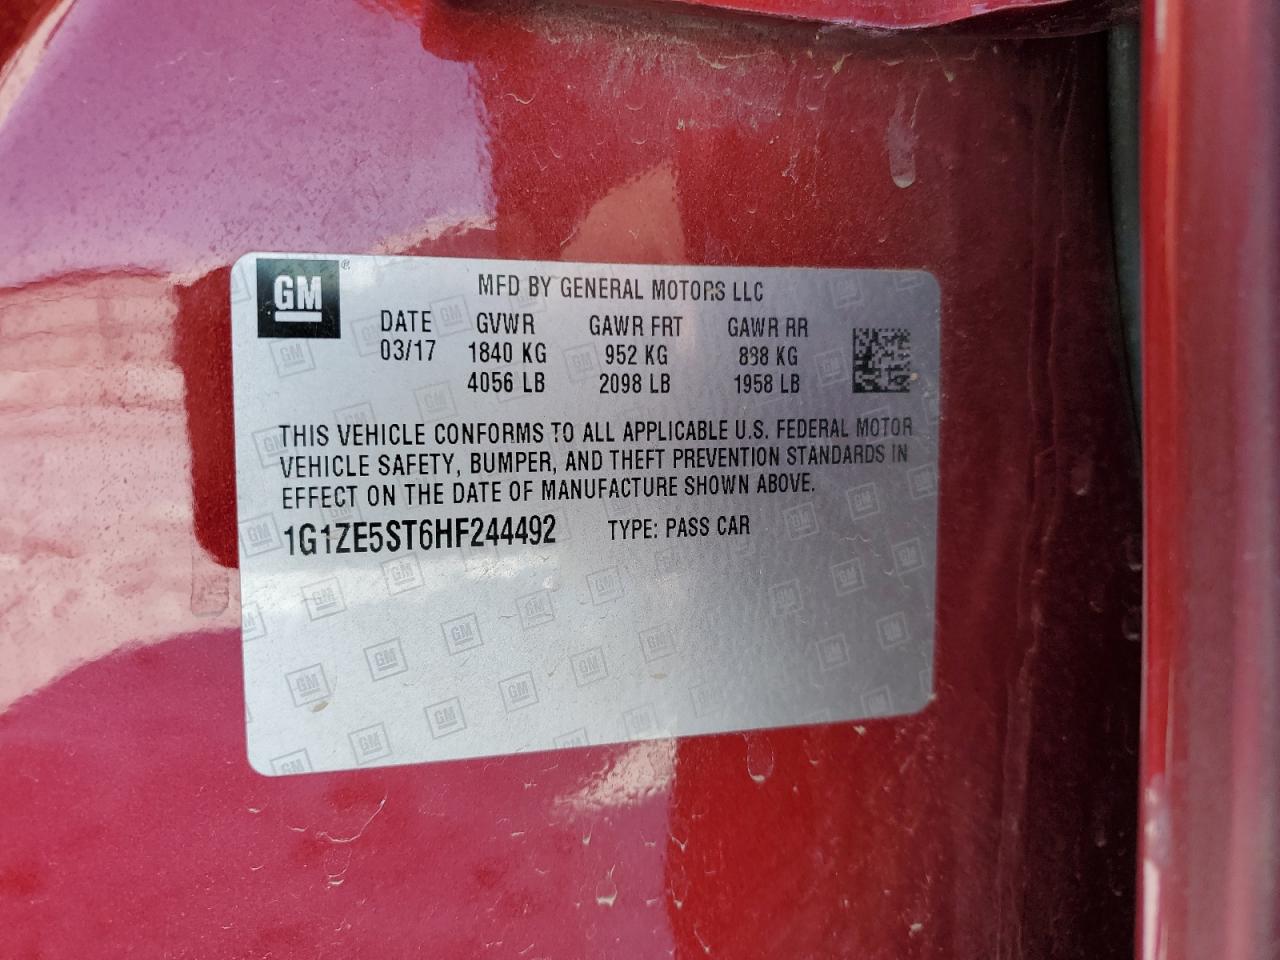 GM®
MFD BY GENERAL MOTORS LLC
DATE GVWR GAWR FRT GAWR RR
03/17 1840 KG 952 KG 888 KG
4056 LB 2098 LB 1958 LB
THIS VEHICLE CONFORMS TO ALL APPLICABLE U.S. FEDERAL MOTOR
VEHICLE SAFETY, BUMPER, AND THEFT PREVENTION STANDARDS IN
EFFECT ON THE DATE OF MANUFACTURE SHOWN ABOVE.
1G1ZE5ST6HF244492 TYPE: PASS CAR